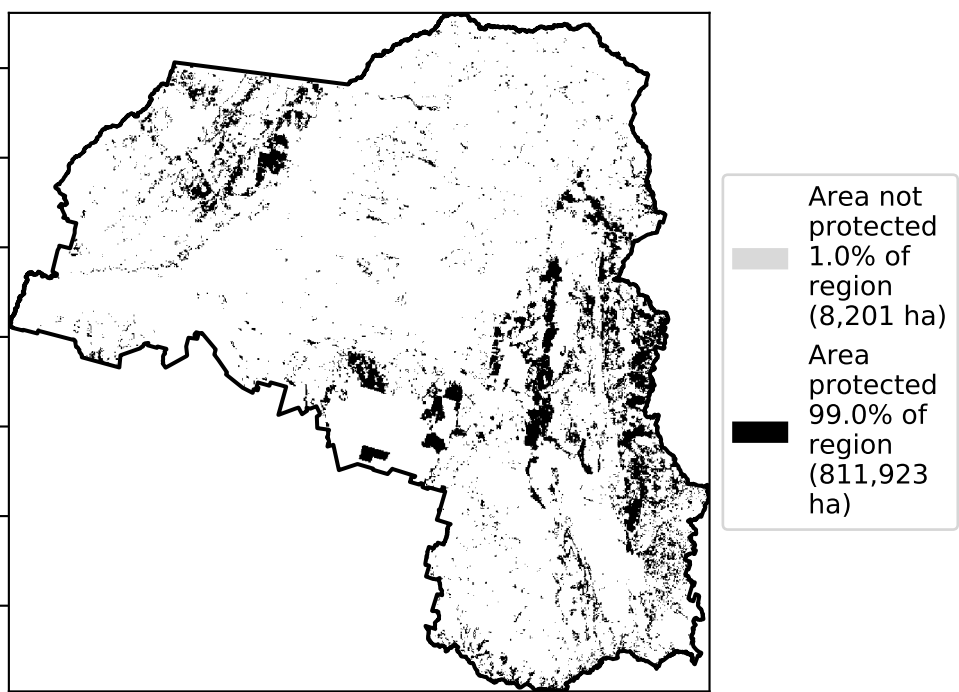 Area not
protected
1.0% of
region
(8,201 ha)
Area
protected
99.0% of
region
(811,923
ha)